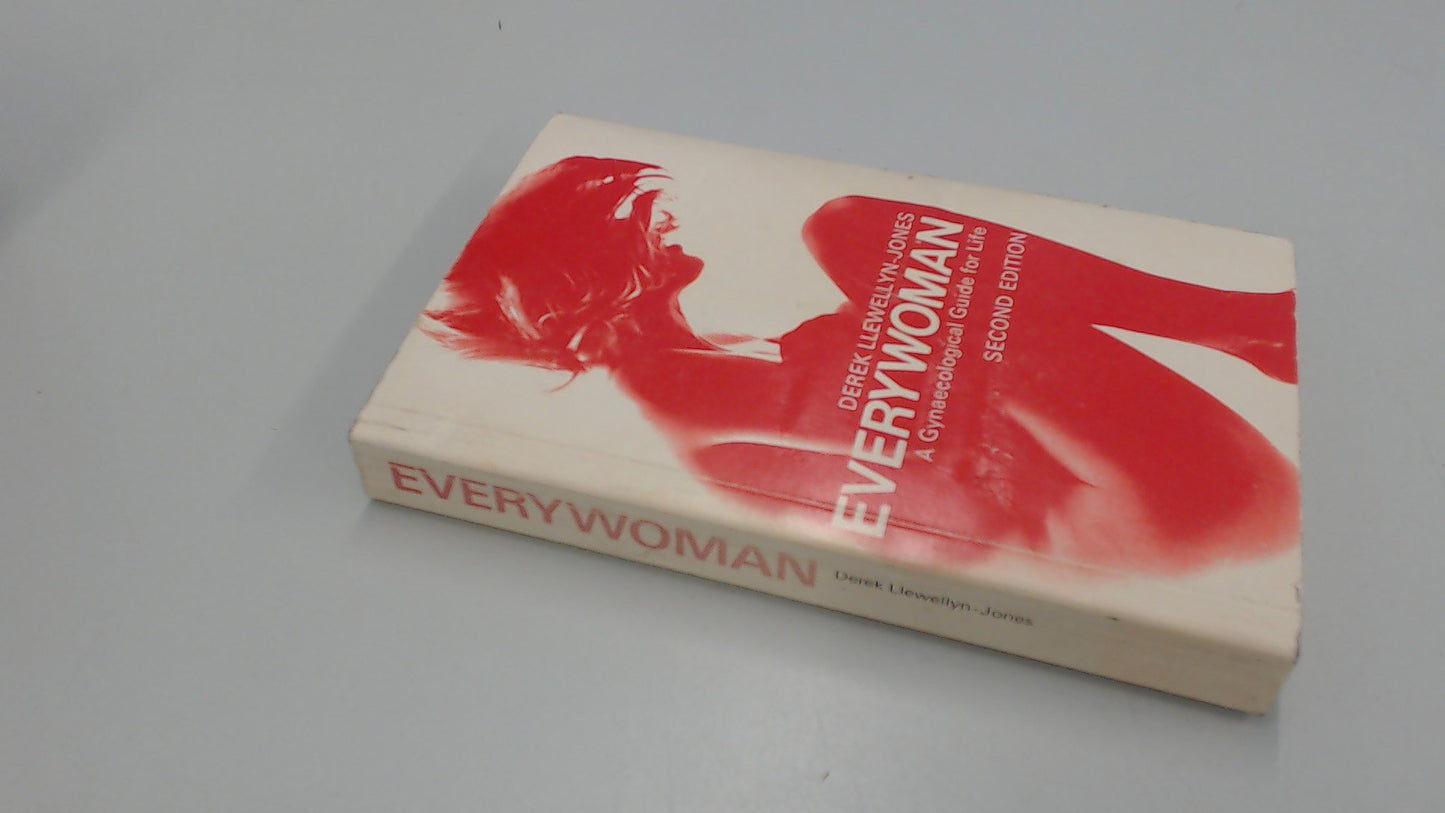 DEREK LLEWELLYN-JONES
EVERYWOMAN
A Gynaecological Guide for Life
SECOND EDITION
EVERYWOMAN Derek Llewellyn-Jones